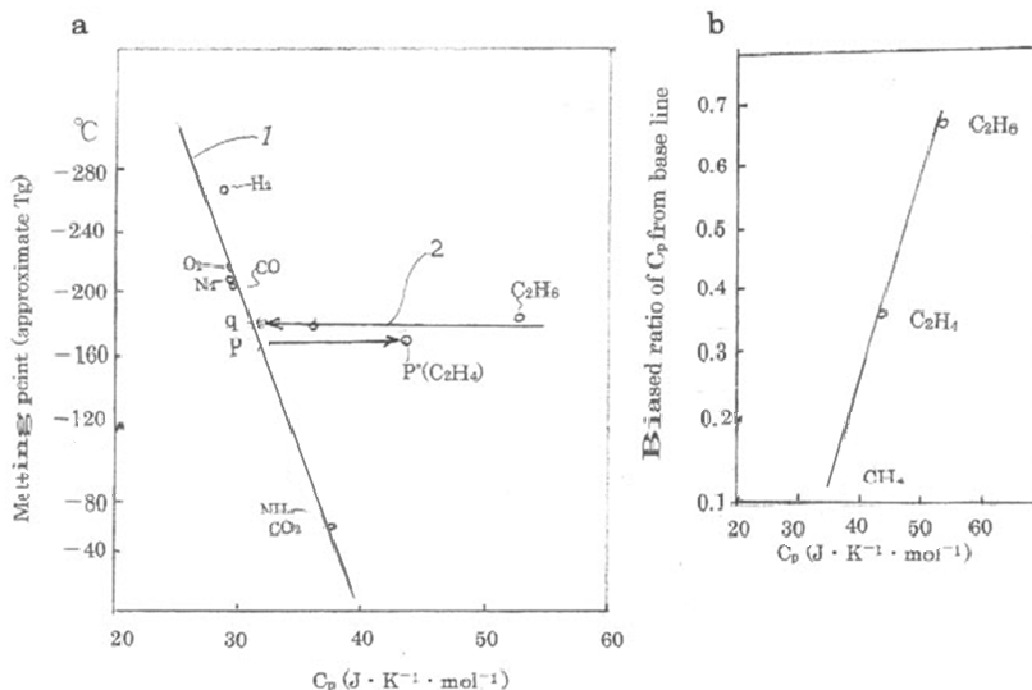 a
℃
1
−280
H₂
−240
O₂
CO
N₂
−200
2
C₂H₆
q
p
−160
P'(C₂H₄)
−120
−80
NH₃
CO₂
−40
20 30 40 50 60
Cₚ (J · K⁻¹ · mol⁻¹)
Melting point (approximate Tg)
b
0.8
0.7
C₂H₆
0.6
0.5
0.4
C₂H₄
0.3
0.2
CH₄
0.1
20 30 40 50 60
Cₚ (J · K⁻¹ · mol⁻¹)
Biased ratio of Cₚ from base line